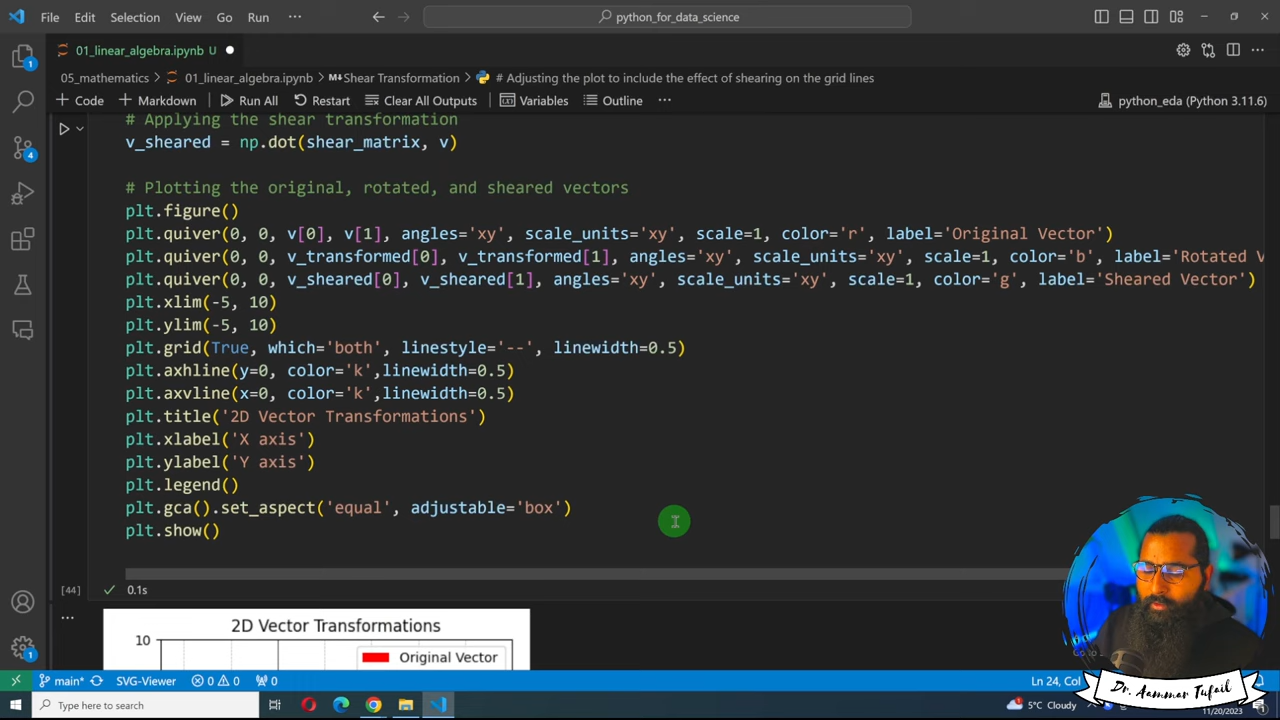 File Edit Selection View Go Run ··· python_for_data_science
01_linear_algebra.ipynb U
05_mathematics > 01_linear_algebra.ipynb > M↓Shear Transformation > # Adjusting the plot to include the effect of shearing on the grid lines
+ Code + Markdown Run All Restart Clear All Outputs Variables Outline ··· python_eda (Python 3.11.6)
# Applying the shear transformation
v_sheared = np.dot(shear_matrix, v)
# Plotting the original, rotated, and sheared vectors
plt.figure()
plt.quiver(0, 0, v[0], v[1], angles='xy', scale_units='xy', scale=1, color='r', label='Original Vector')
plt.quiver(0, 0, v_transformed[0], v_transformed[1], angles='xy', scale_units='xy', scale=1, color='b', label='Rotated V
plt.quiver(0, 0, v_sheared[0], v_sheared[1], angles='xy', scale_units='xy', scale=1, color='g', label='Sheared Vector')
plt.xlim(-5, 10)
plt.ylim(-5, 10)
plt.grid(True, which='both', linestyle='--', linewidth=0.5)
plt.axhline(y=0, color='k',linewidth=0.5)
plt.axvline(x=0, color='k',linewidth=0.5)
plt.title('2D Vector Transformations')
plt.xlabel('X axis')
plt.ylabel('Y axis')
plt.legend()
plt.gca().set_aspect('equal', adjustable='box')
plt.show()
[44] ✓ 0.1s
2D Vector Transformations
10
Original Vector
main* SVG-Viewer 0 0 0 Ln 24, Col
Type here to search 5°C Cloudy 11/20/2023
Dr. Aammar Tufail
1
4
1
1